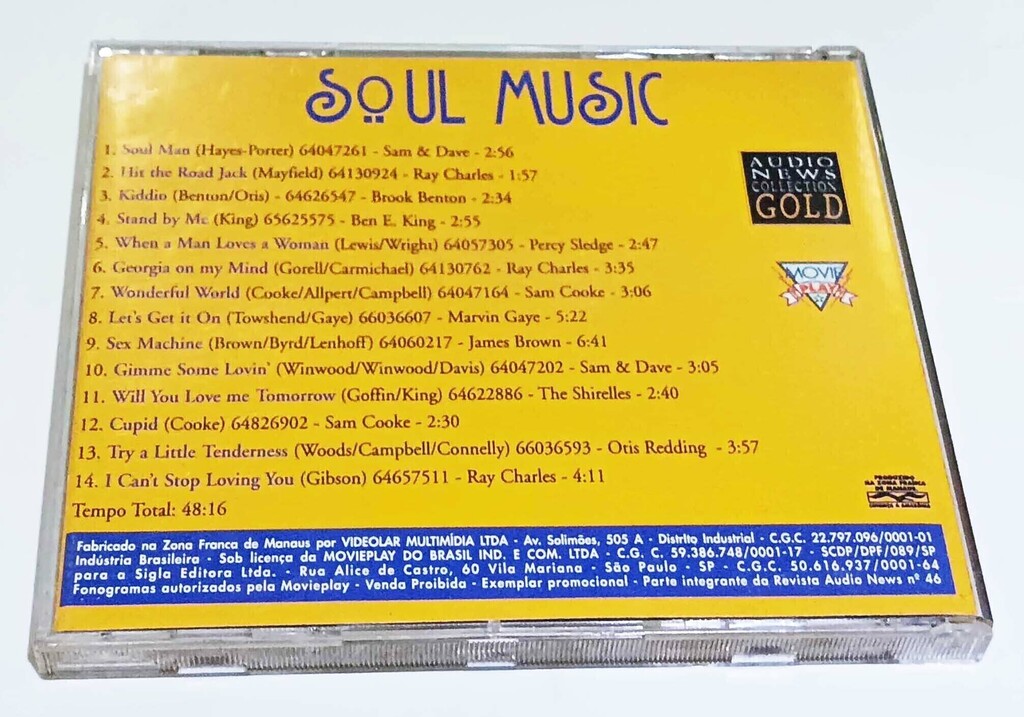 SOUL MUSIC
1. Soul Man (Hayes-Porter) 64047261 - Sam & Dave - 2:56
2. Hit the Road Jack (Mayfield) 64130924 - Ray Charles - 1:57
3. Kiddio (Benton/Otis) - 64626547 - Brook Benton - 2:34
4. Stand by Me (King) 65625575 - Ben E. King - 2:55
5. When a Man Loves a Woman (Lewis/Wright) 64057305 - Percy Sledge - 2:47
6. Georgia on my Mind (Gorell/Carmichael) 64130762 - Ray Charles - 3:35
7. Wonderful World (Cooke/Allpert/Campbell) 64047164 - Sam Cooke - 3:06
8. Let's Get it On (Towshend/Gaye) 66036607 - Marvin Gaye - 5:22
9. Sex Machine (Brown/Byrd/Lenhoff) 64060217 - James Brown - 6:41
10. Gimme Some Lovin' (Winwood/Winwood/Davis) 64047202 - Sam & Dave - 3:05
11. Will You Love me Tomorrow (Goffin/King) 64622886 - The Shirelles - 2:40
12. Cupid (Cooke) 64826902 - Sam Cooke - 2:30
13. Try a Little Tenderness (Woods/Campbell/Connelly) 66036593 - Otis Redding - 3:57
14. I Can't Stop Loving You (Gibson) 64657511 - Ray Charles - 4:11
Tempo Total: 48:16
AUDIO
NEWS
COLLECTION
GOLD
MOVIE
PLAY
PRODUZIDO
NA ZONA FRANCA
DE MANAUS
CONHEÇA A AMAZÔNIA
Fabricado na Zona Franca de Manaus por VIDEOLAR MULTIMÍDIA LTDA - Av. Solimões, 505 A - Distrito Industrial - C.G.C. 22.797.096/0001-01
Indústria Brasileira - Sob licença da MOVIEPLAY DO BRASIL IND. E COM. LTDA - C.G. C. 59.386.748/0001-17 - SCDP/DPF/089/SP
para a Sigla Editora Ltda. - Rua Alice de Castro, 60 Vila Mariana - São Paulo - SP - C.G.C. 50.616.937/0001-64
Fonogramas autorizados pela Movieplay - Venda Proibida - Exemplar promocional - Parte integrante da Revista Audio News nº 46